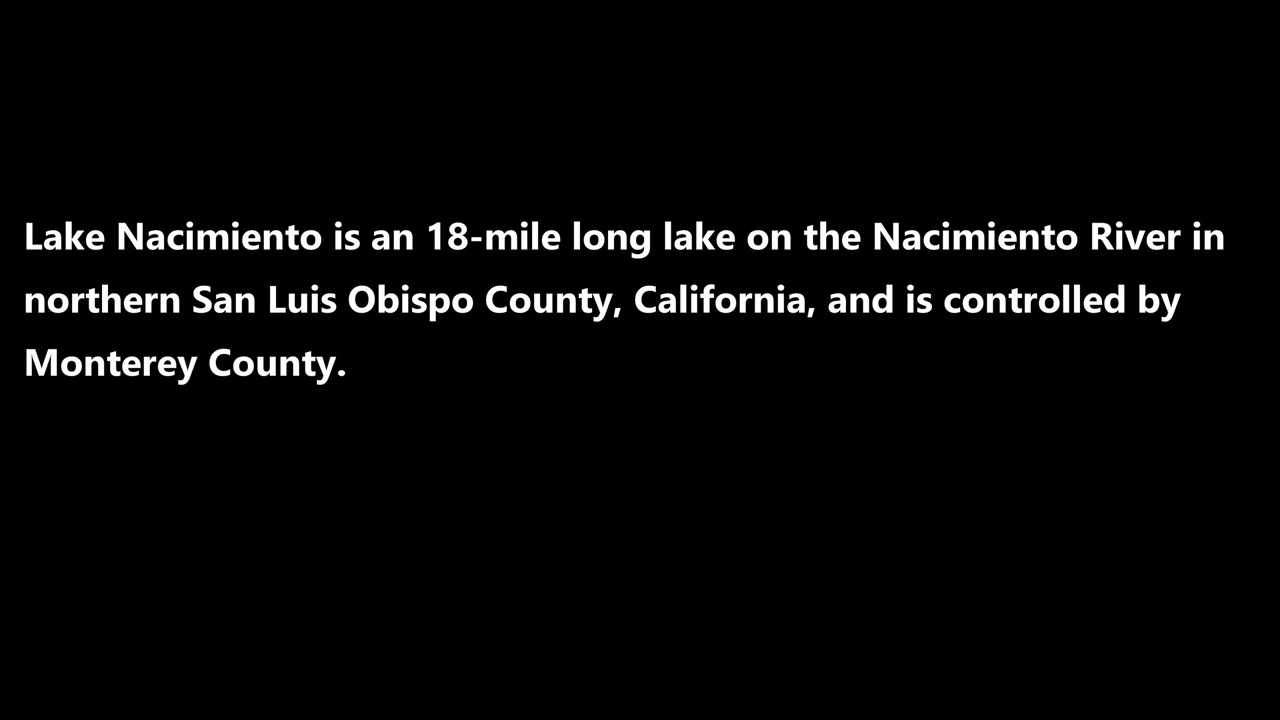 Lake Nacimiento is an 18-mile long lake on the Nacimiento River in
northern San Luis Obispo County, California, and is controlled by
Monterey County.